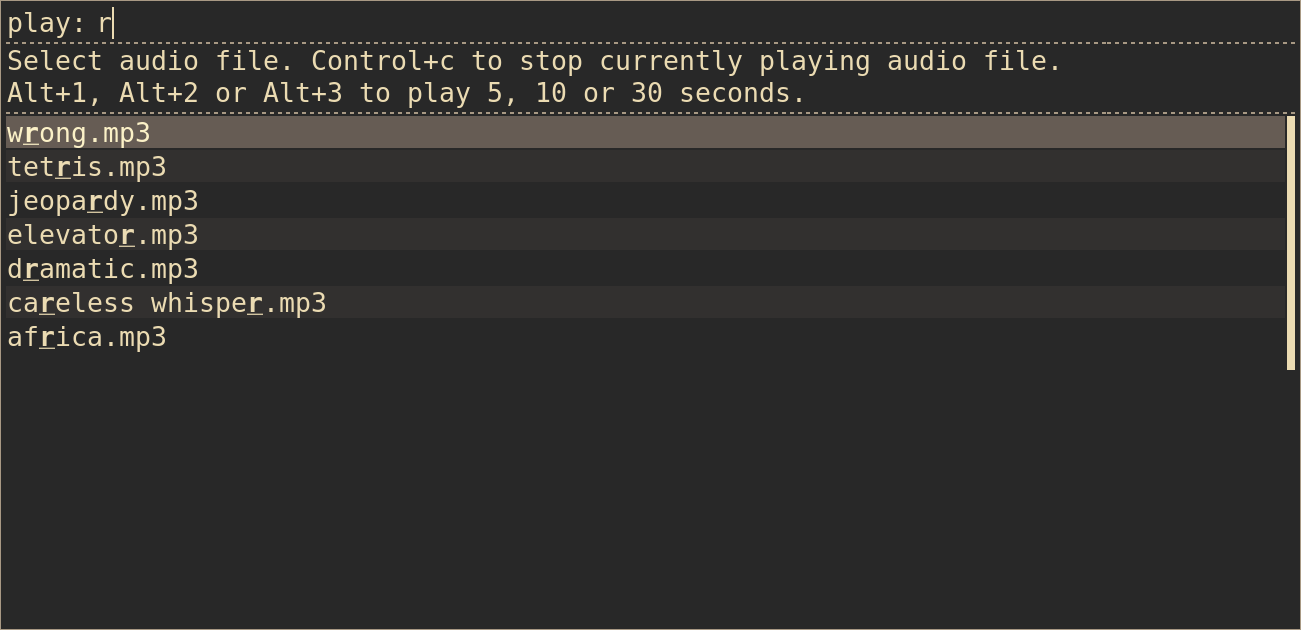 play: r
Select audio file. Control+c to stop currently playing audio file.
Alt+1, Alt+2 or Alt+3 to play 5, 10 or 30 seconds.
wrong.mp3
tetris.mp3
jeopardy.mp3
elevator.mp3
dramatic.mp3
careless whisper.mp3
africa.mp3